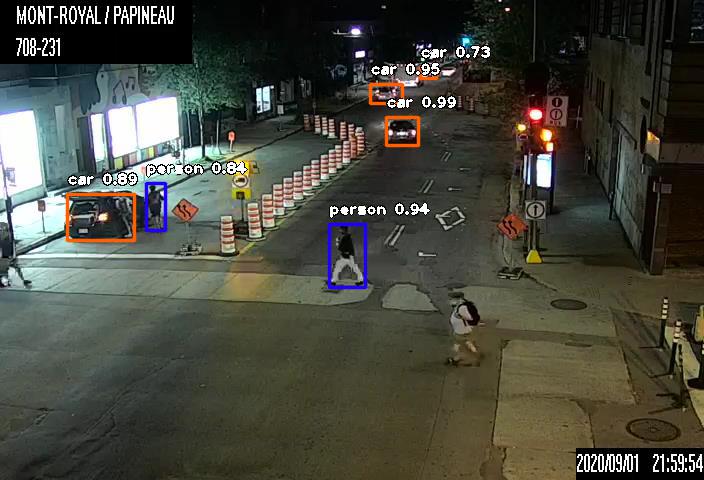 MONT-ROYAL / PAPINEAU
708-231
car 0.73
car 0.95
car 0.99
person 0.84
car 0.89
person 0.94
2020/09/01 21:59:54